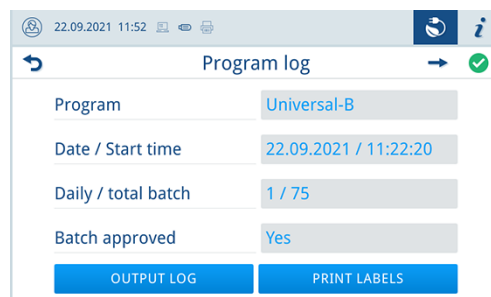 22.09.2021 11:52
i
Program log
Program Universal-B
Date / Start time 22.09.2021 / 11:22:20
Daily / total batch 1 / 75
Batch approved Yes
OUTPUT LOG PRINT LABELS